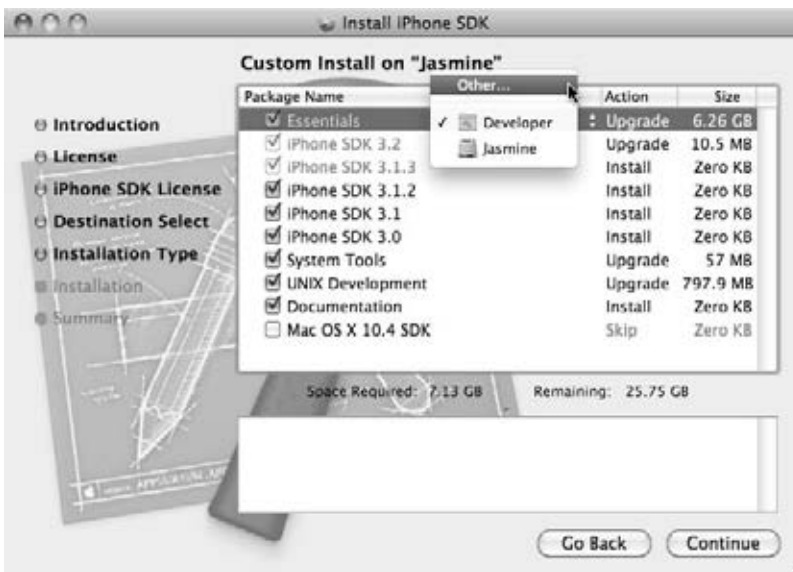 Install iPhone SDK
Custom Install on "Jasmine"
Other...
Package Name Action Size
Essentials ✓ Developer Upgrade 6.26 GB
iPhone SDK 3.2 Jasmine Upgrade 10.5 MB
iPhone SDK 3.1.3 Install Zero KB
iPhone SDK 3.1.2 Install Zero KB
iPhone SDK 3.1 Install Zero KB
iPhone SDK 3.0 Install Zero KB
System Tools Upgrade 57 MB
UNIX Development Upgrade 797.9 MB
Documentation Install Zero KB
Mac OS X 10.4 SDK Skip Zero KB
Introduction
License
iPhone SDK License
Destination Select
Installation Type
Installation
Summary
Space Required: 7.13 GB Remaining: 25.75 GB
Go Back Continue